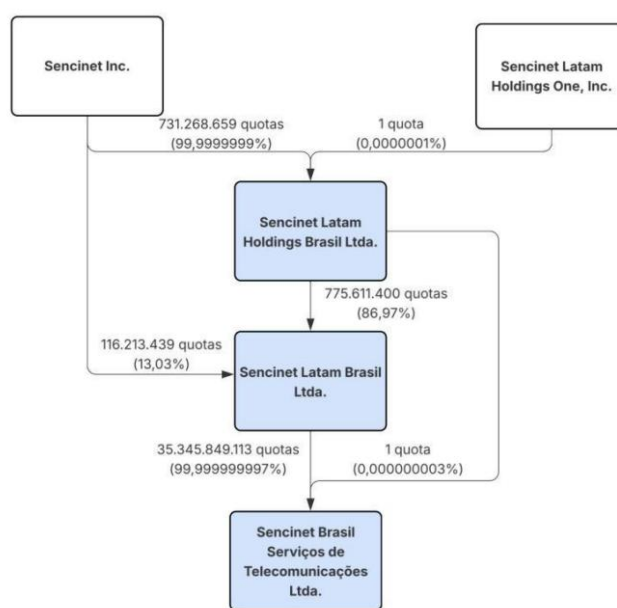 Sencinet Inc.
Sencinet Latam
Holdings One, Inc.
731.268.659 quotas
(99,9999999%)
1 quota
(0,0000001%)
Sencinet Latam
Holdings Brasil Ltda.
775.611.400 quotas
(86,97%)
116.213.439 quotas
(13,03%)
Sencinet Latam Brasil
Ltda.
35.345.849.113 quotas
(99,999999997%)
1 quota
(0,000000003%)
Sencinet Brasil
Serviços de
Telecomunicações
Ltda.